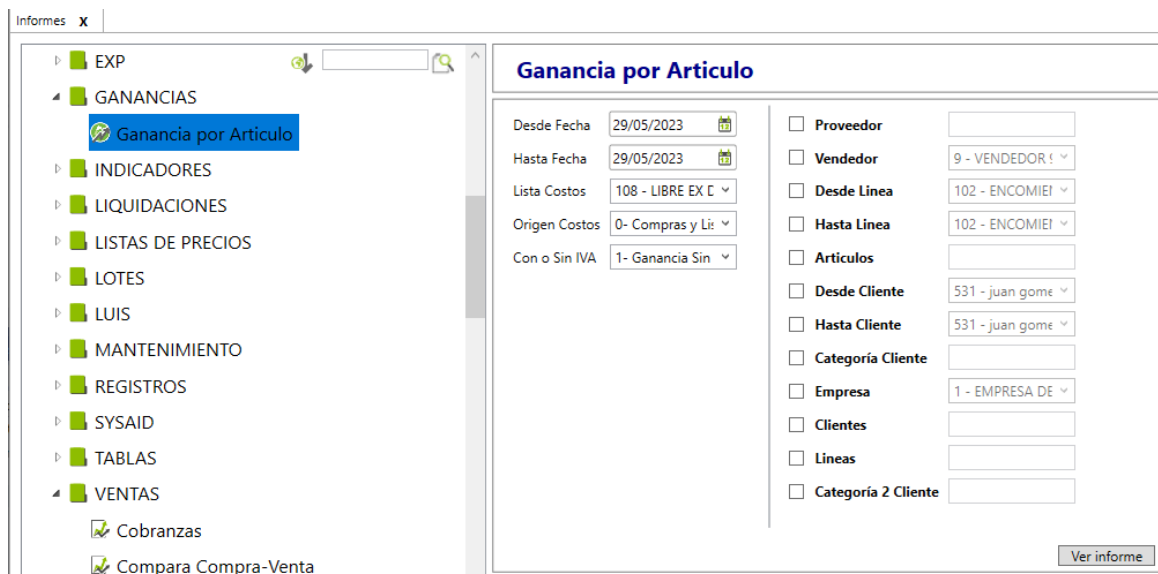 Informes X
EXP
GANANCIAS
Ganancia por Articulo
INDICADORES
LIQUIDACIONES
LISTAS DE PRECIOS
LOTES
LUIS
MANTENIMIENTO
REGISTROS
SYSAID
TABLAS
VENTAS
Cobranzas
Compara Compra-Venta
Ganancia por Articulo
Desde Fecha 29/05/2023
Hasta Fecha 29/05/2023
Lista Costos 108 - LIBRE EX D
Origen Costos 0- Compras y Lis
Con o Sin IVA 1- Ganancia Sin
Proveedor
Vendedor 9 - VENDEDOR 9
Desde Linea 102 - ENCOMIEN
Hasta Linea 102 - ENCOMIEN
Articulos
Desde Cliente 531 - juan gome
Hasta Cliente 531 - juan gome
Categoría Cliente
Empresa 1 - EMPRESA DE
Clientes
Lineas
Categoría 2 Cliente
Ver informe